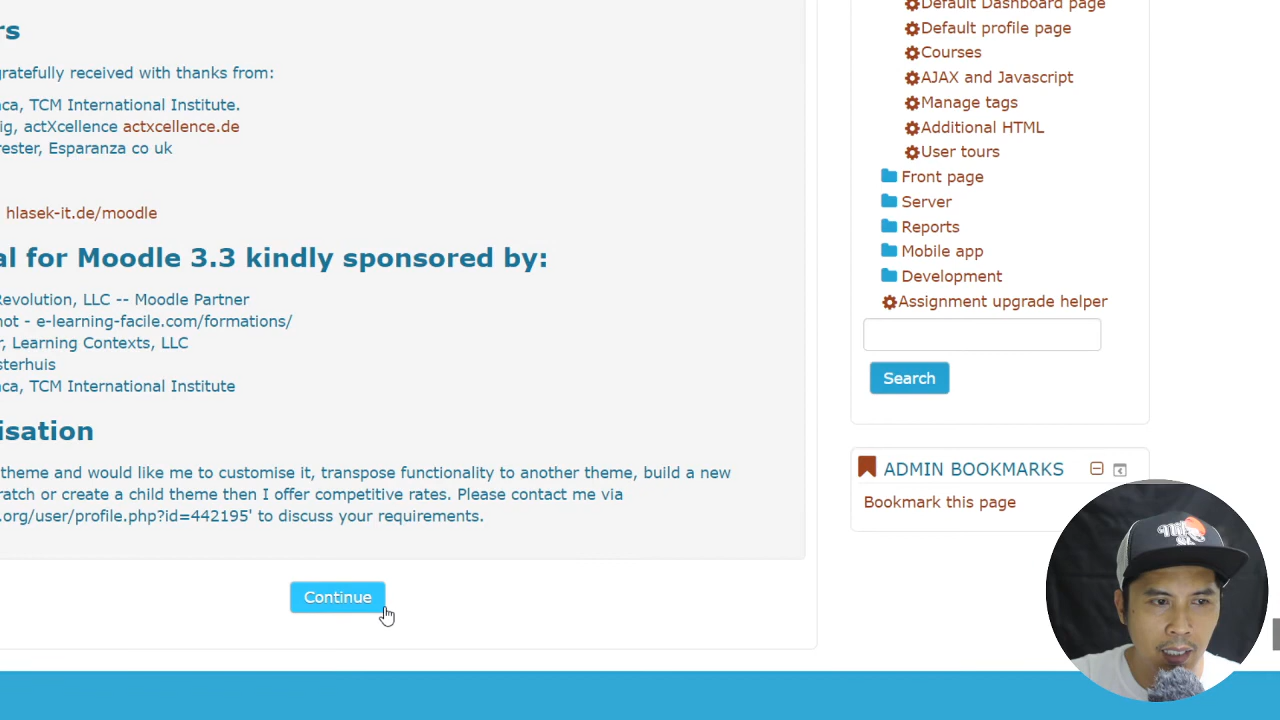 rs
gratefully received with thanks from:
ca, TCM International Institute.
ig, actXcellence actxcellence.de
rester, Esparanza co uk
hlasek-it.de/moodle
al for Moodle 3.3 kindly sponsored by:
Revolution, LLC -- Moodle Partner
not - e-learning-facile.com/formations/
r, Learning Contexts, LLC
sterhuis
ca, TCM International Institute
isation
theme and would like me to customise it, transpose functionality to another theme, build a new
ratch or create a child theme then I offer competitive rates. Please contact me via
.org/user/profile.php?id=442195' to discuss your requirements.
Continue
Default Dashboard page
Default profile page
Courses
AJAX and Javascript
Manage tags
Additional HTML
User tours
Front page
Server
Reports
Mobile app
Development
Assignment upgrade helper
Search
ADMIN BOOKMARKS
Bookmark this page